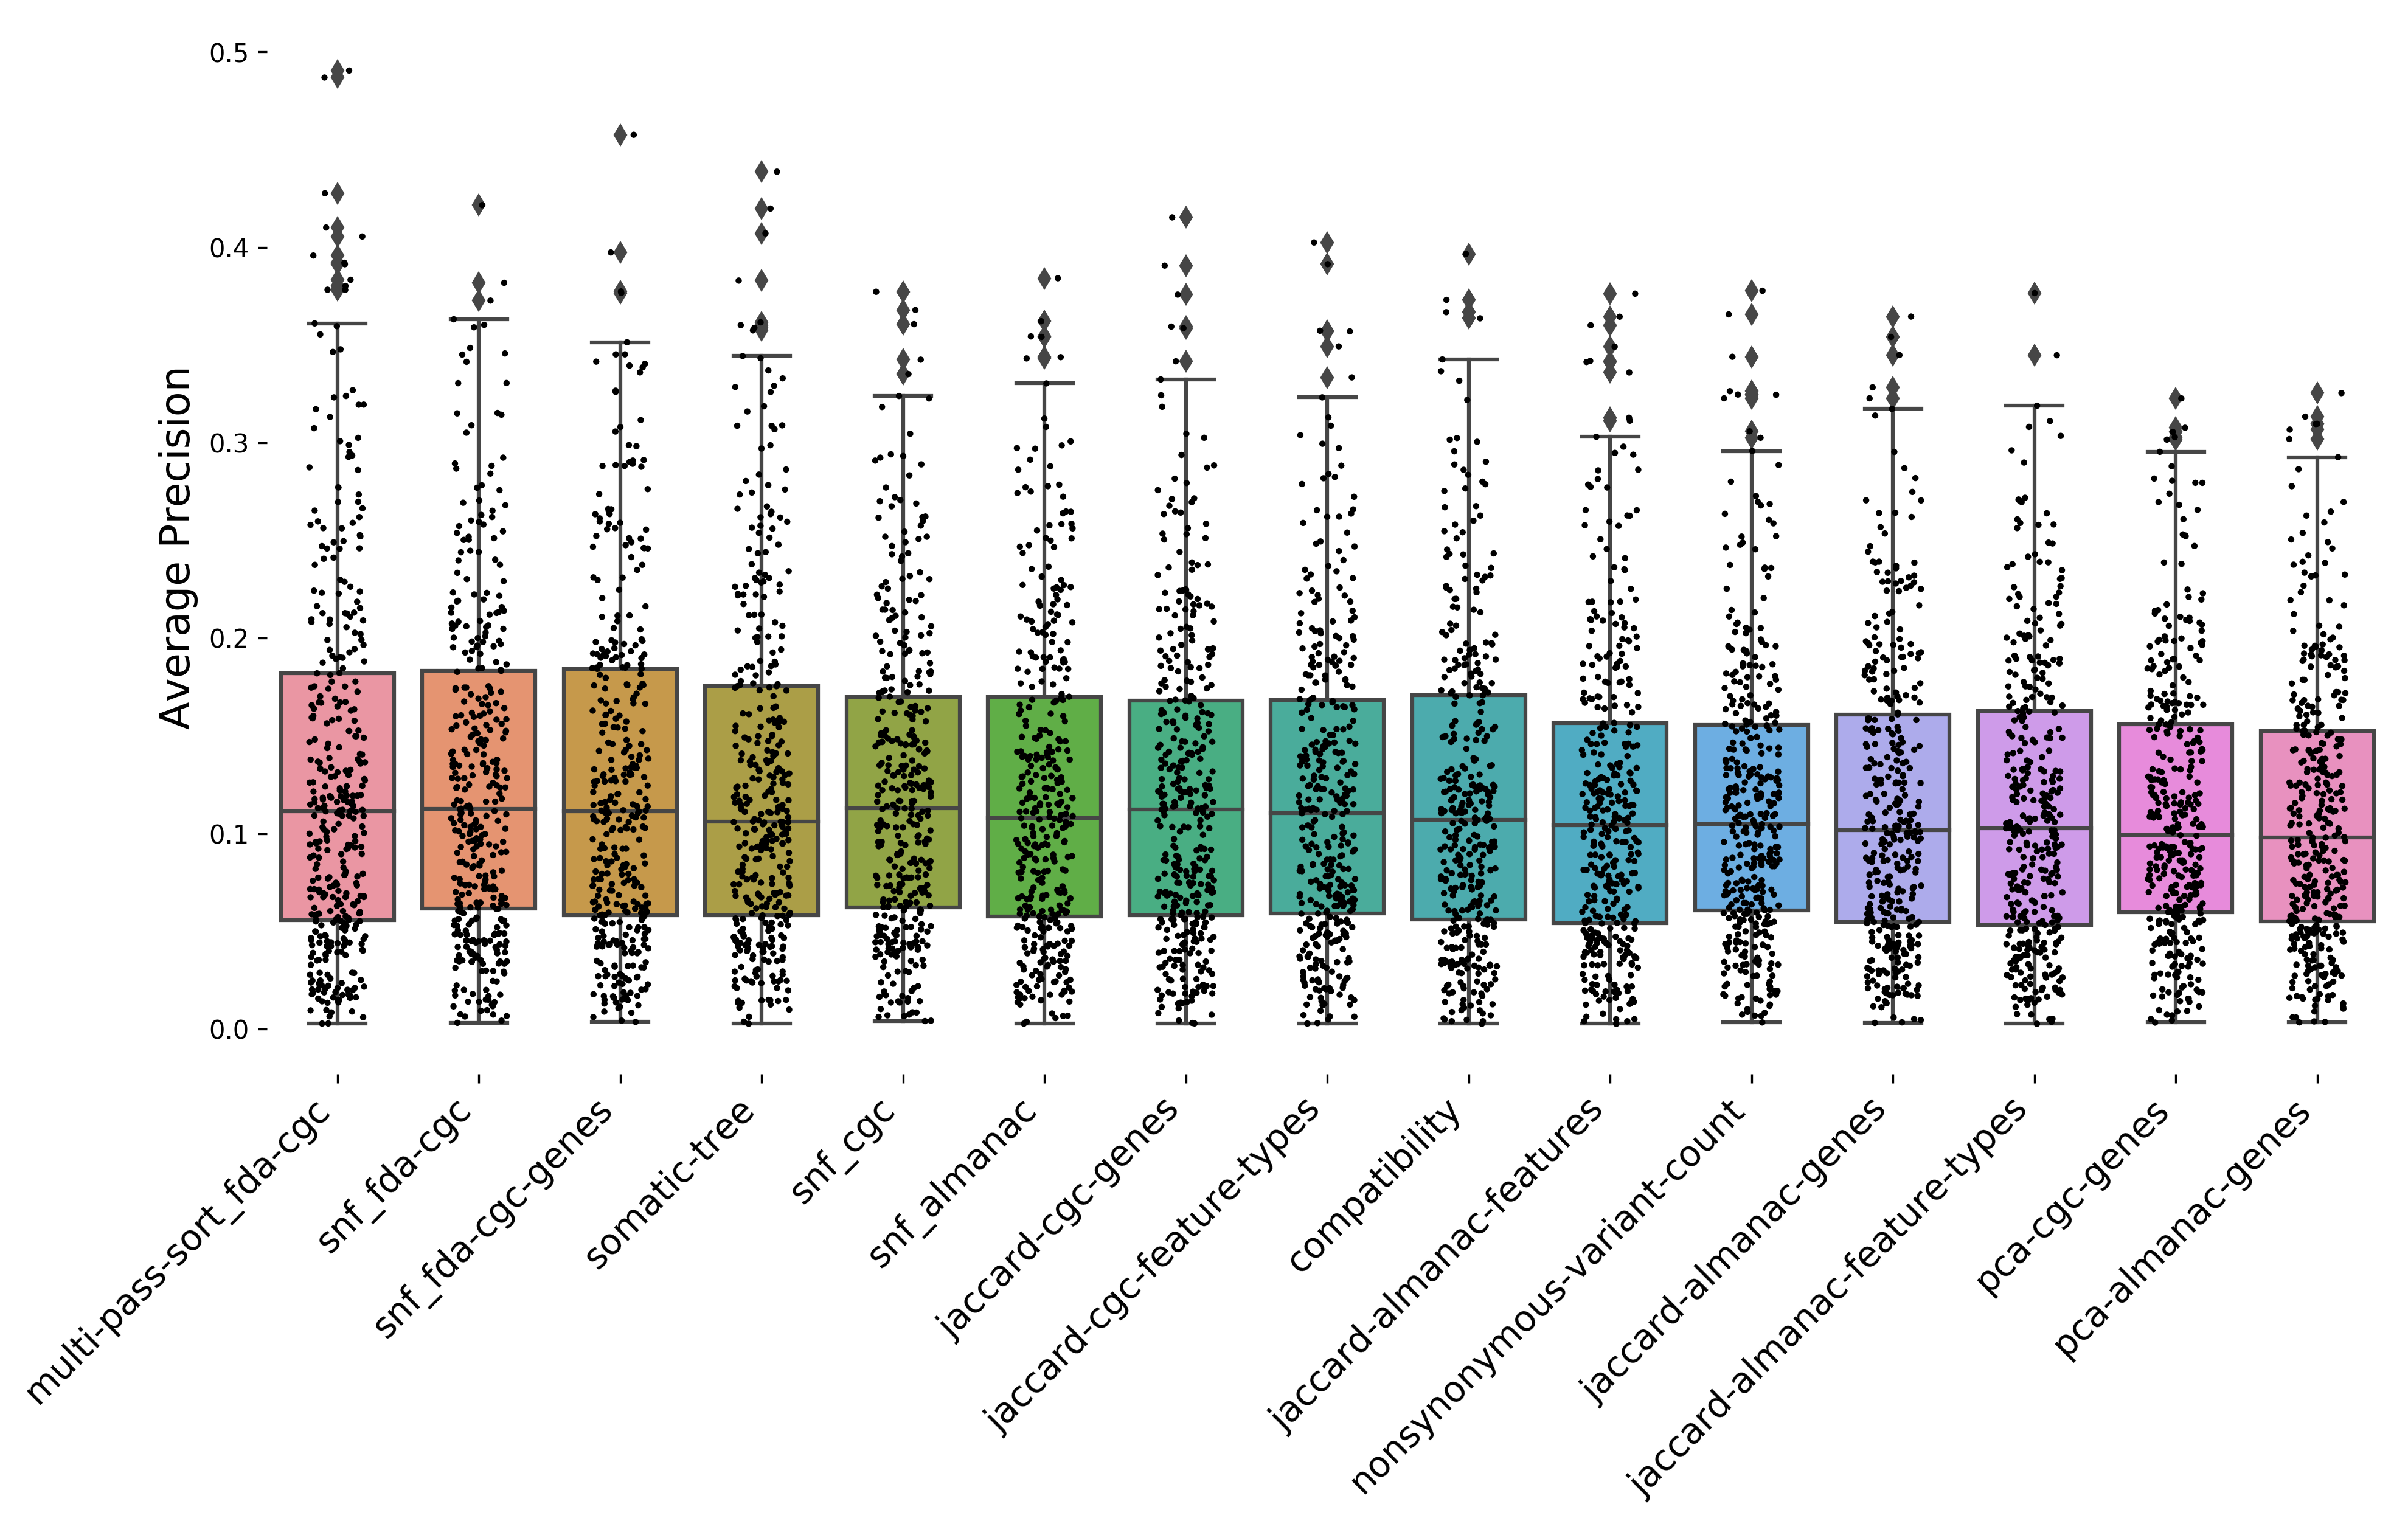 0.5
0.4
0.3
0.2
0.1
0.0
Average Precision
multi-pass-sort_fda-cgc
snf_fda-cgc
snf_fda-cgc-genes
somatic-tree
snf_cgc
snf_almanac
jaccard-cgc-genes
jaccard-cgc-feature-types
compatibility
jaccard-almanac-features
nonsynonymous-variant-count
jaccard-almanac-genes
jaccard-almanac-feature-types
pca-cgc-genes
pca-almanac-genes